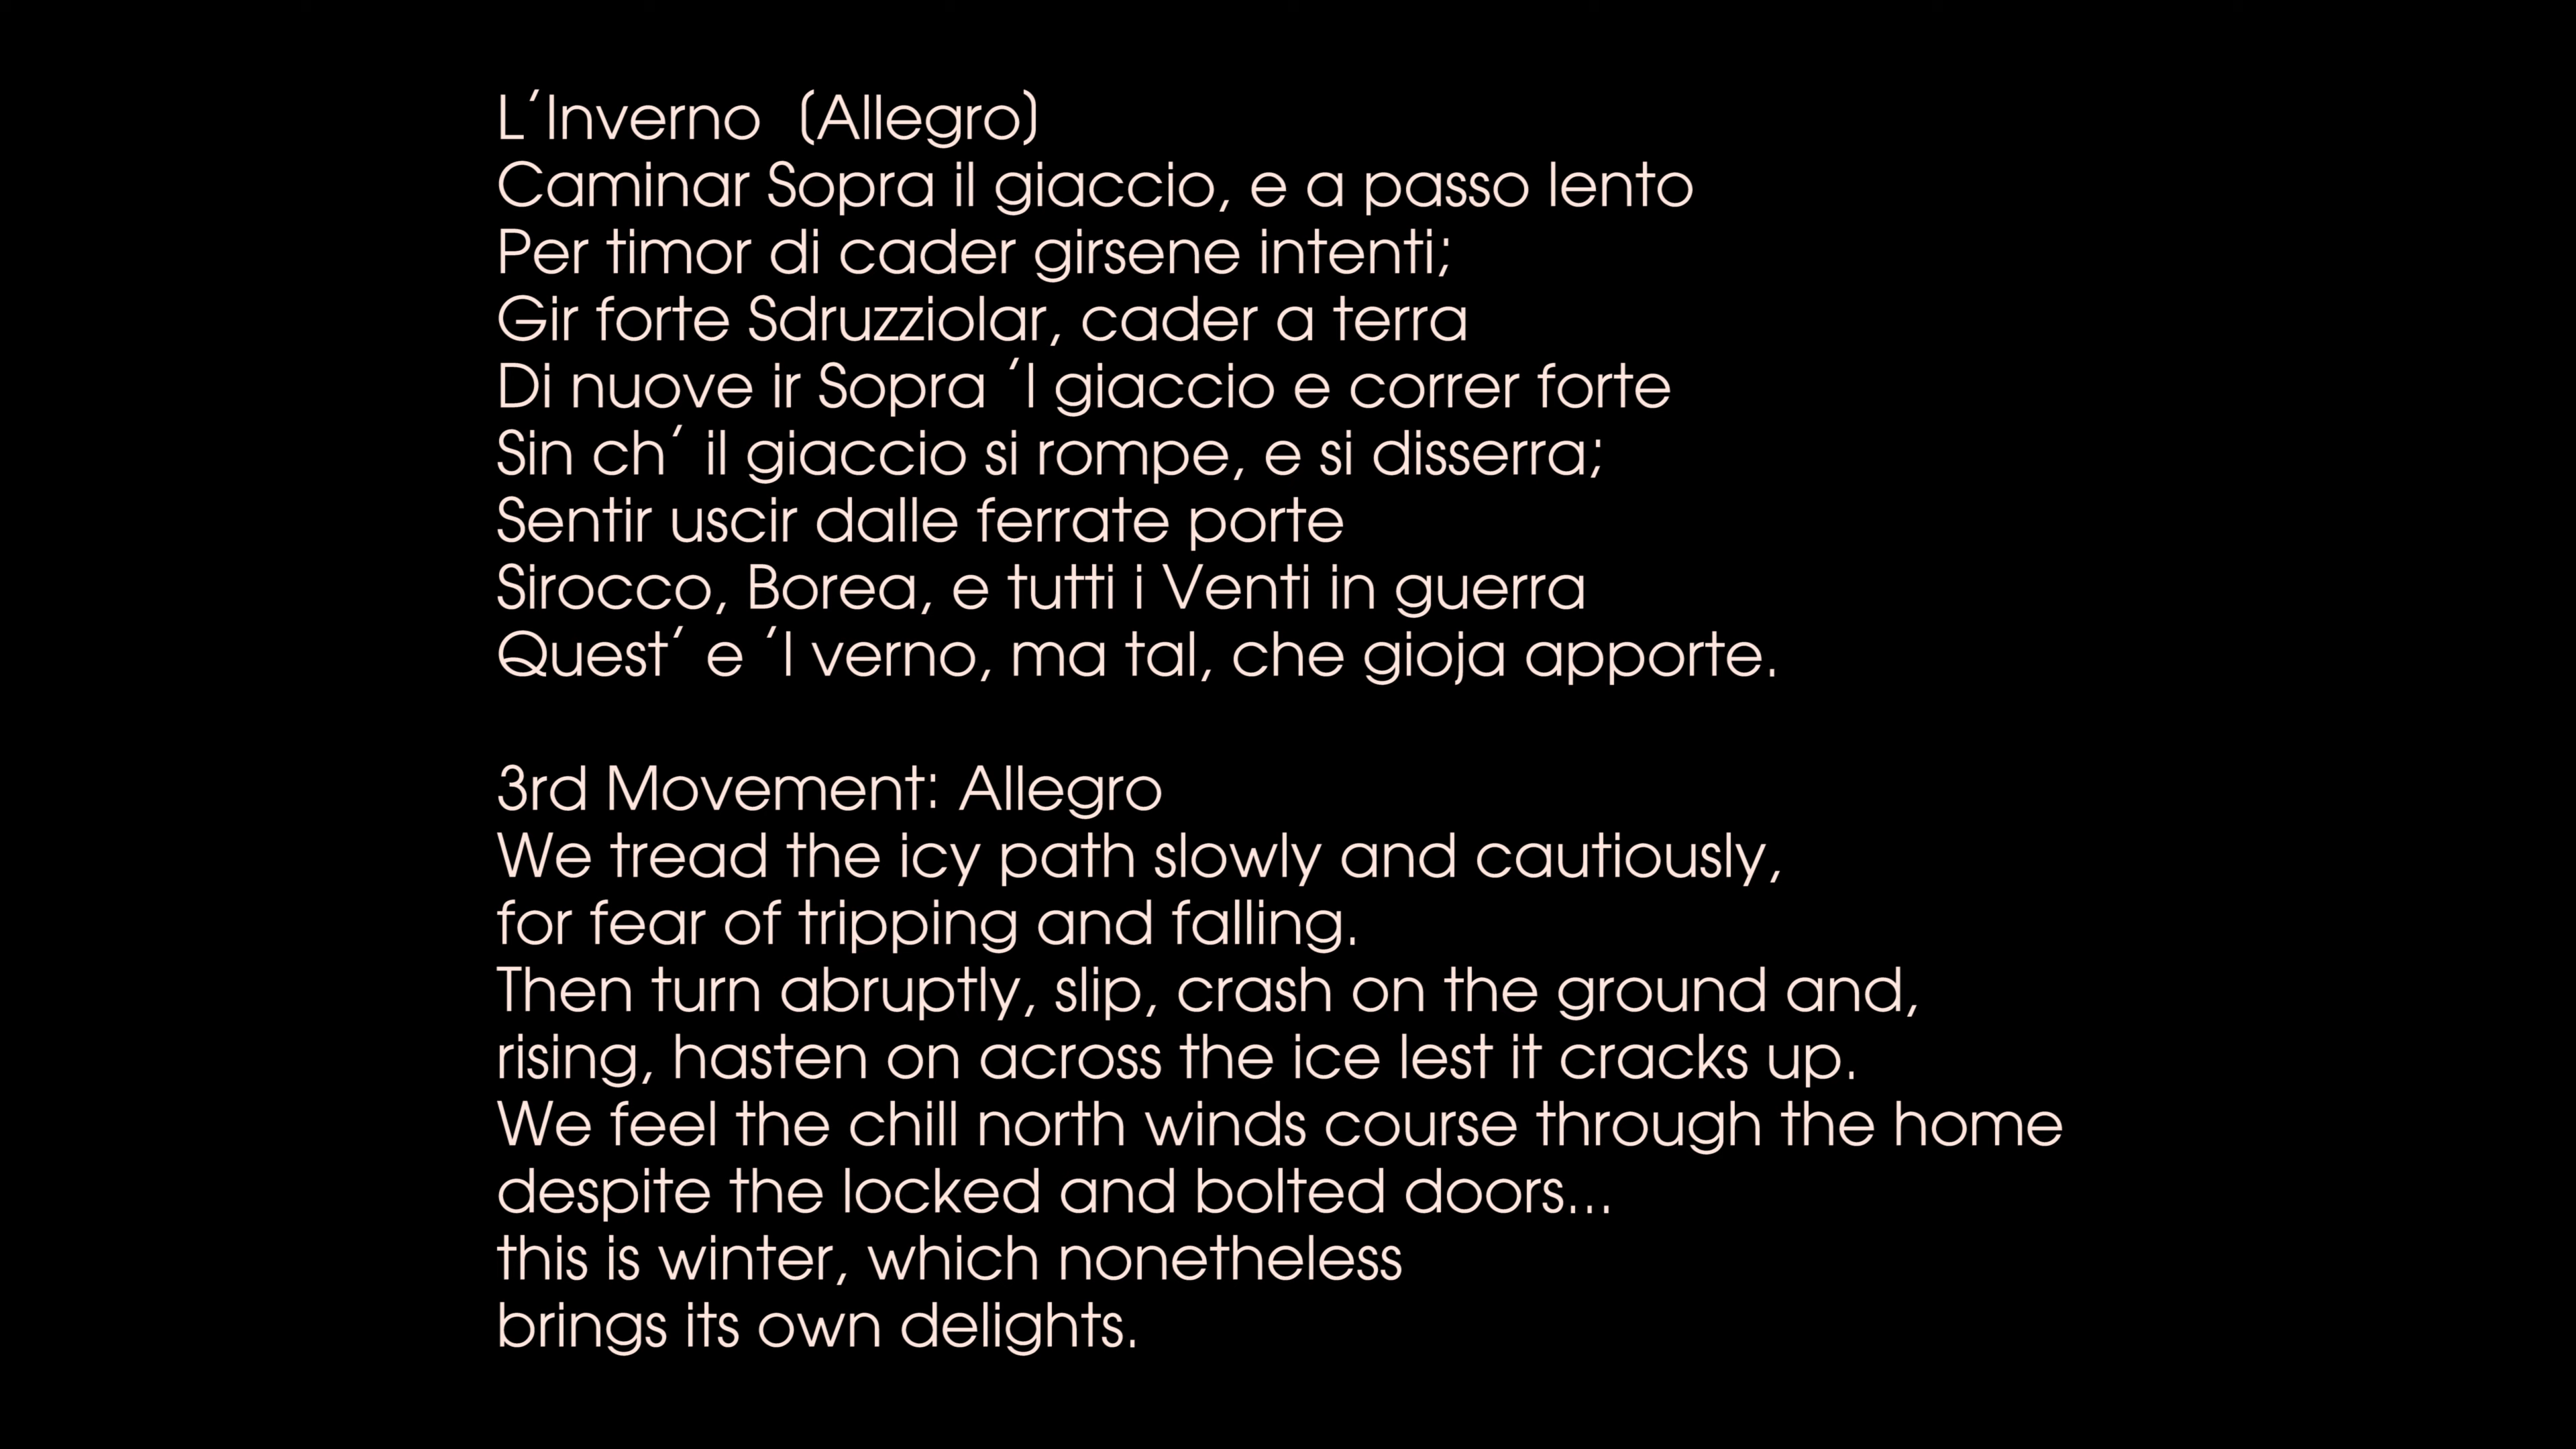 L´Inverno (Allegro)
Caminar Sopra il giaccio, e a passo lento
Per timor di cader girsene intenti;
Gir forte Sdruzziolar, cader a terra
Di nuove ir Sopra ´l giaccio e correr forte
Sin ch´ il giaccio si rompe, e si disserra;
Sentir uscir dalle ferrate porte
Sirocco, Borea, e tutti i Venti in guerra
Quest´ e ´l verno, ma tal, che gioja apporte.
3rd Movement: Allegro
We tread the icy path slowly and cautiously,
for fear of tripping and falling.
Then turn abruptly, slip, crash on the ground and,
rising, hasten on across the ice lest it cracks up.
We feel the chill north winds course through the home
despite the locked and bolted doors...
this is winter, which nonetheless
brings its own delights.